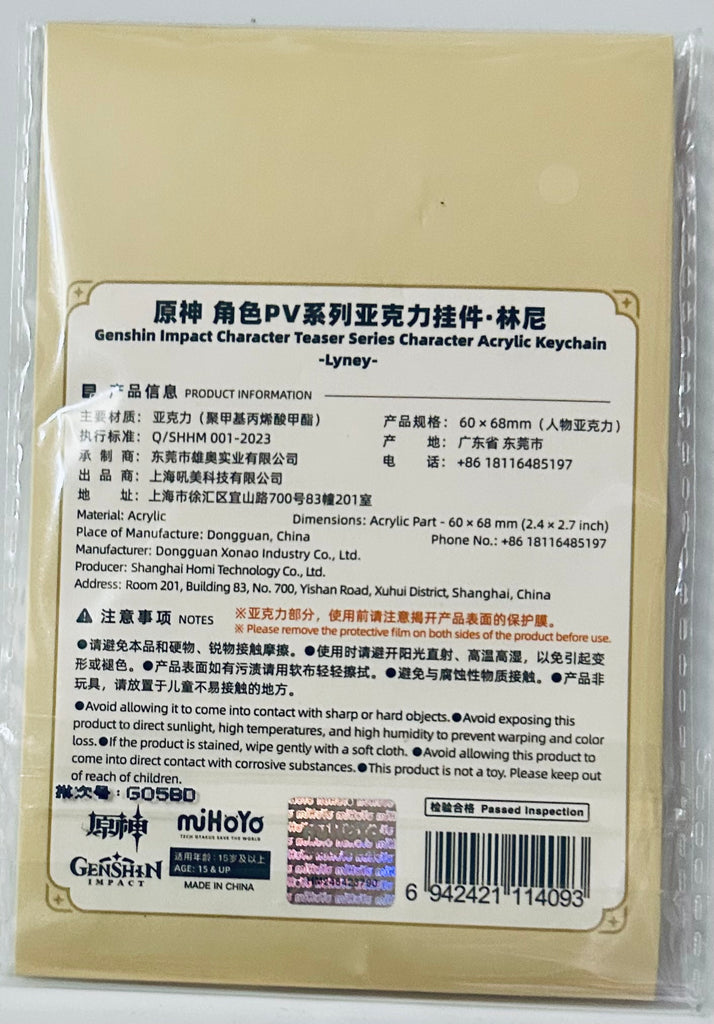 原神 角色PV系列亚克力挂件·林尼
Genshin Impact Character Teaser Series Character Acrylic Keychain
-Lyney-
产品信息 PRODUCT INFORMATION
主要材质： 亚克力（聚甲基丙烯酸甲酯） 产品规格： 60 × 68mm（人物亚克力）
执行标准： Q/SHHM 001-2023 产 地： 广东省 东莞市
承 制 商： 东莞市雄奥实业有限公司 电 话： +86 18116485197
出 品 商： 上海吼美科技有限公司
地 址： 上海市徐汇区宜山路700号83幢201室
Material: Acrylic Dimensions: Acrylic Part - 60 × 68 mm (2.4 × 2.7 inch)
Place of Manufacture: Dongguan, China Phone No.: +86 18116485197
Manufacturer: Dongguan Xonao Industry Co., Ltd.
Producer: Shanghai Homi Technology Co., Ltd.
Address: Room 201, Building 83, No. 700, Yishan Road, Xuhui District, Shanghai, China
注意事项 NOTES ※亚克力部分，使用前请注意揭开产品表面的保护膜。
※ Please remove the protective film on both sides of the product before use.
●请避免本品和硬物、锐物接触摩擦。●使用时请避开阳光直射、高温高湿，以免引起变
形或褪色。●产品表面如有污渍请用软布轻轻擦拭。●避免与腐蚀性物质接触。●产品非
玩具，请放置于儿童不易接触的地方。
●Avoid allowing it to come into contact with sharp or hard objects.●Avoid exposing this
product to direct sunlight, high temperatures, and high humidity to prevent warping and color
loss.●If the product is stained, wipe gently with a soft cloth. ●Avoid allowing this product to
come into direct contact with corrosive substances.●This product is not a toy. Please keep out
of reach of children.
批次号：G05BD
原神 miHoYo
TECH OTAKUS SAVE THE WORLD
GENSHIN
IMPACT
适用年龄：15岁及以上
AGE: 15 & UP
MADE IN CHINA
miHoYo
检验合格 Passed Inspection
6 942421 114093